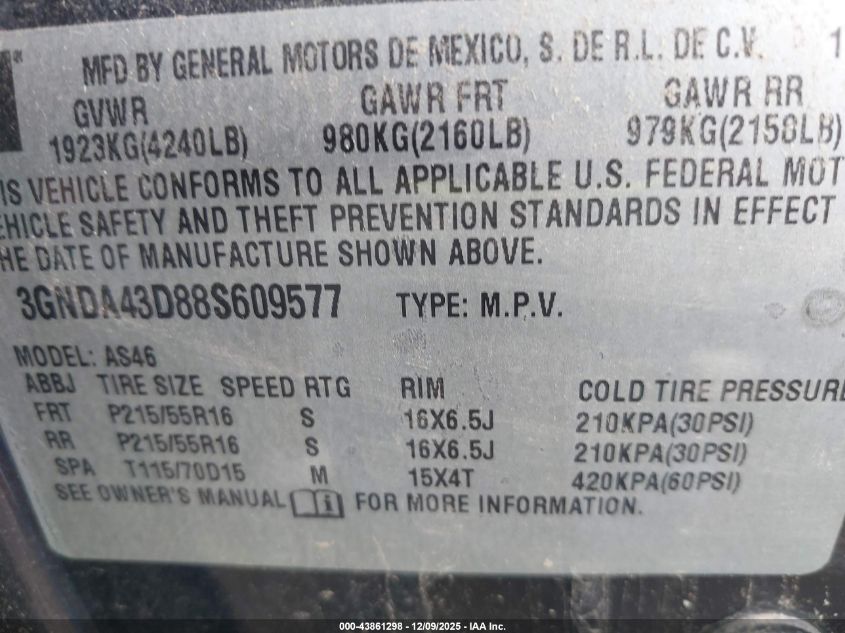 MFD BY GENERAL MOTORS DE MEXICO, S. DE R.L. DE C.V. 1
GVWR GAWR FRT GAWR RR
1923KG(4240LB) 980KG(2160LB) 979KG(2158LB)
IS VEHICLE CONFORMS TO ALL APPLICABLE U.S. FEDERAL MOT
EHICLE SAFETY AND THEFT PREVENTION STANDARDS IN EFFECT
HE DATE OF MANUFACTURE SHOWN ABOVE.
3GNDA43D88S609577 TYPE: M.P.V.
MODEL: AS46
ABBJ TIRE SIZE SPEED RTG RIM COLD TIRE PRESSURE
FRT P215/55R16 S 16X6.5J 210KPA(30PSI)
RR P215/55R16 S 16X6.5J 210KPA(30PSI)
SPA T115/70D15 M 15X4T 420KPA(60PSI)
SEE OWNER'S MANUAL FOR MORE INFORMATION.
000-43861298 - 12/09/2025 - IAA Inc.